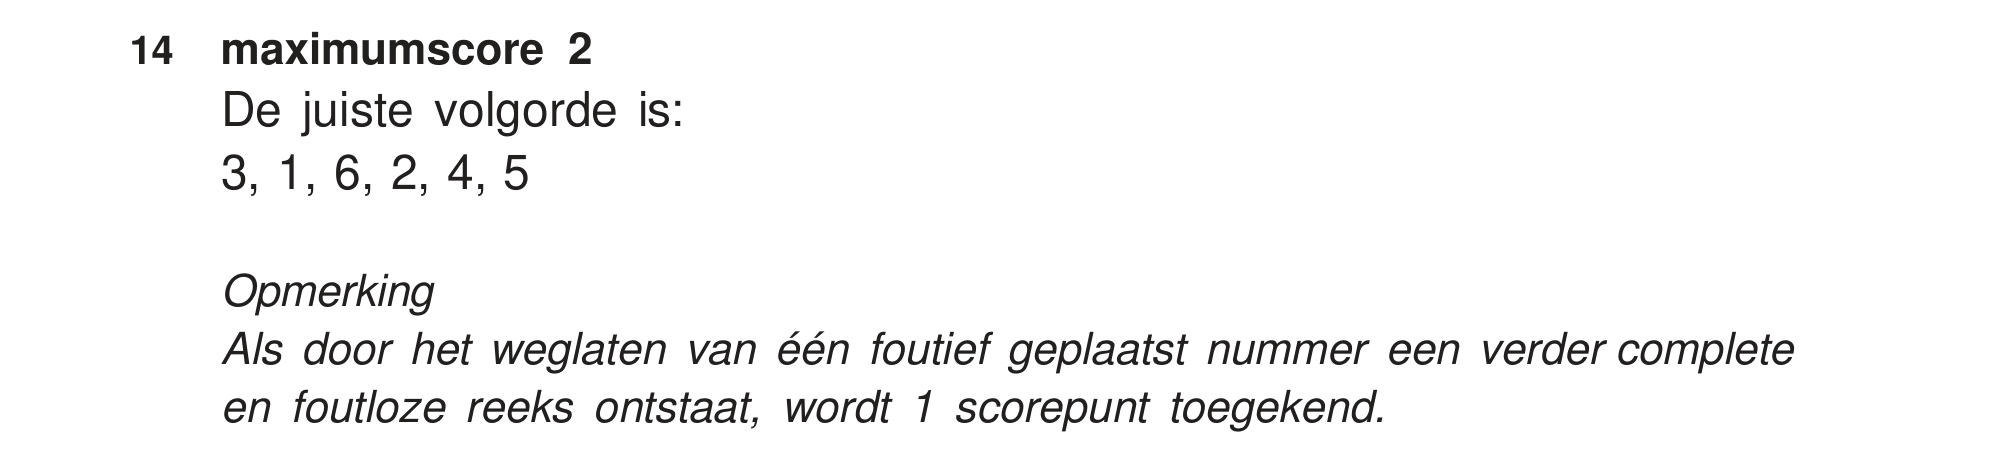 14 maximumscore 2
De juiste volgorde is:
3, 1, 6, 2, 4, 5
Opmerking
Als door het weglaten van één foutief geplaatst nummer een verder complete
en foutloze reeks ontstaat, wordt 1 scorepunt toegekend.